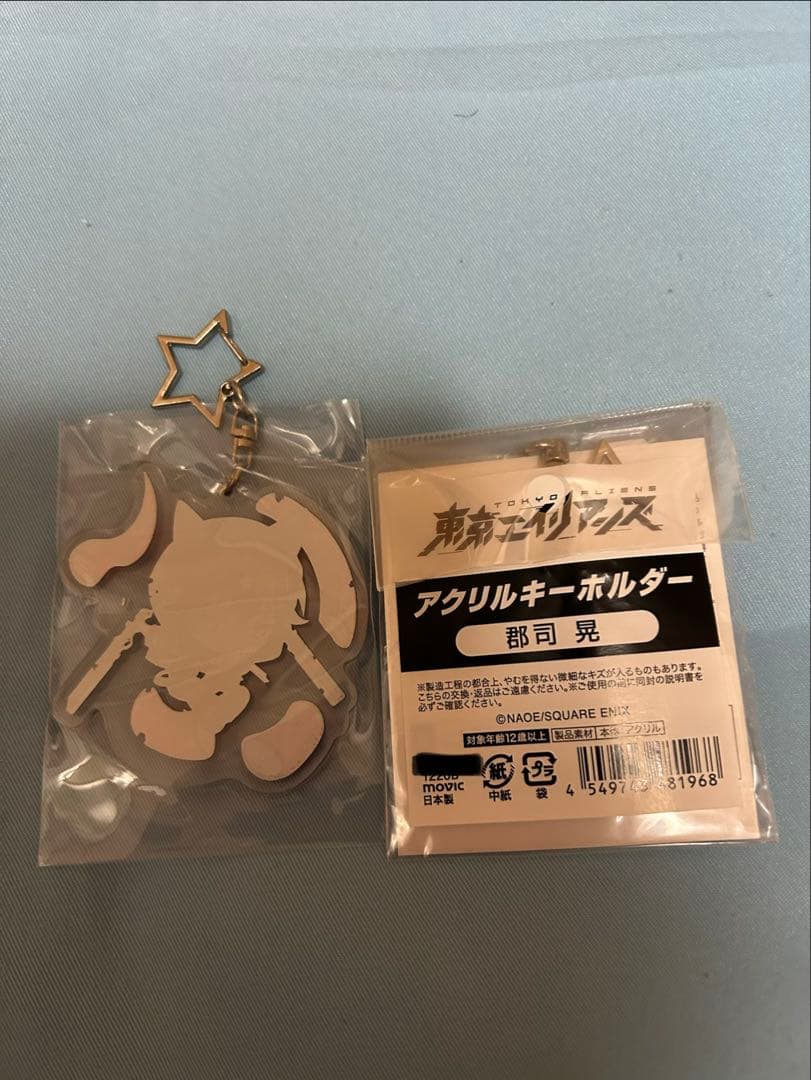 TOKYO ALIENS
東京エイリアンズ
アクリルキーホルダー
郡司 晃
※製造工程の都合上、やむを得ない微細なキズが入るものもあります。
こちらの交換・返品はご遠慮ください。※ご使用の前に同封の説明書を
必ずご確認ください。
©NAOE/SQUARE ENIX
対象年齢12歳以上 製品素材 本体:アクリル
movic
日本製
紙
中紙
プラ
袋